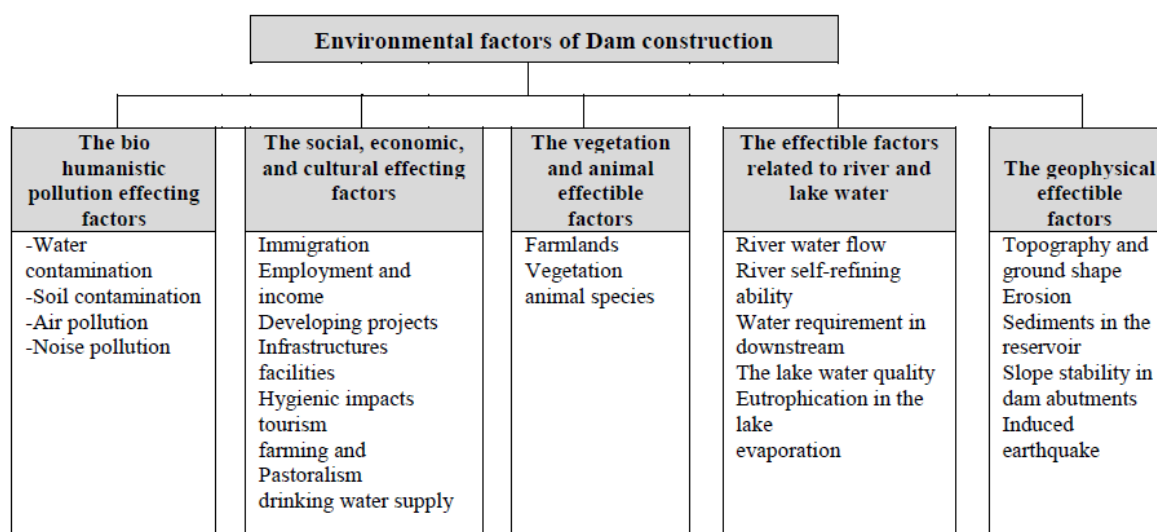 Environmental factors of Dam construction
The bio
humanistic
pollution effecting
factors
-Water
contamination
-Soil contamination
-Air pollution
-Noise pollution
The social, economic,
and cultural effecting
factors
Immigration
Employment and
income
Developing projects
Infrastructures
facilities
Hygienic impacts
tourism
farming and
Pastoralism
drinking water supply
The vegetation
and animal
effectible
factors
Farmlands
Vegetation
animal species
The effectible factors
related to river and
lake water
River water flow
River self-refining
ability
Water requirement in
downstream
The lake water quality
Eutrophication in the
lake
evaporation
The geophysical
effectible
factors
Topography and
ground shape
Erosion
Sediments in the
reservoir
Slope stability in
dam abutments
Induced
earthquake